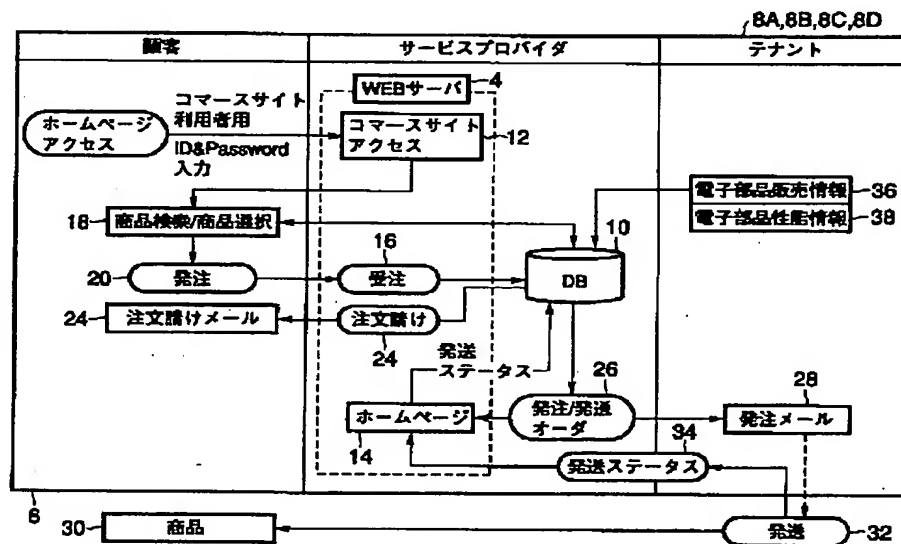 8A,8B,8C,8D
顧客
サービスプロバイダ
テナント
WEBサーバ
4
ホームページ
アクセス
コマースサイト
利用者用
ID&Password
入力
コマースサイト
アクセス
12
電子部品販売情報
36
電子部品性能情報
38
18
商品検索/商品選択
10
DB
20
発注
16
受注
24
注文請けメール
注文請け
24
発送
ステータス
26
発注/発送
オーダ
28
発注メール
ホームページ
14
34
発送ステータス
6
30
商品
発送
32